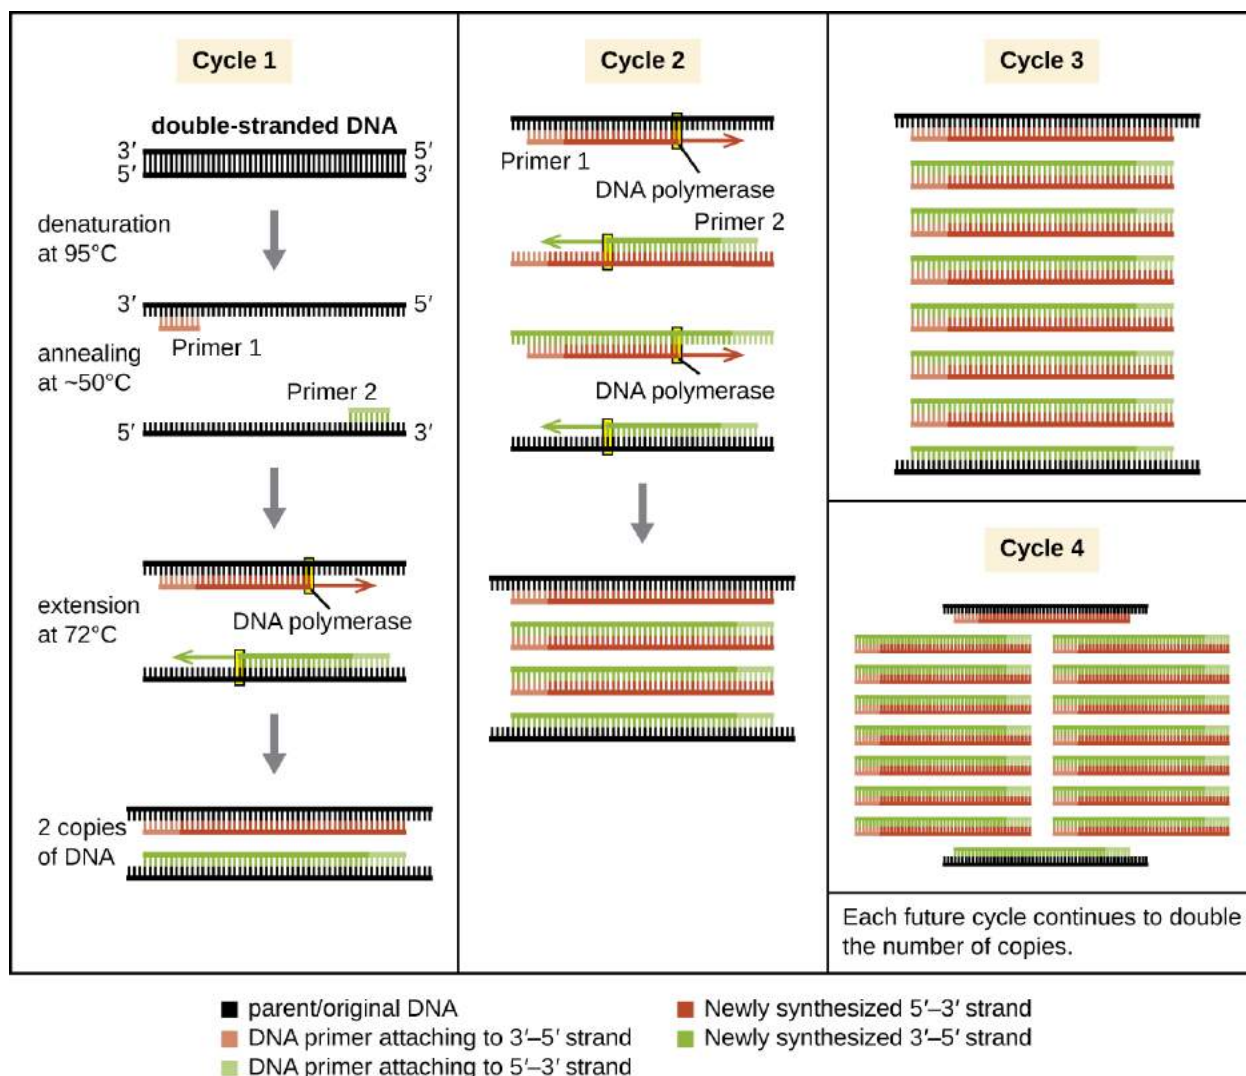 Cycle 1
double-stranded DNA
3′ 5′
5′ 3′
denaturation
at 95°C
3′ 5′
Primer 1
annealing
at ~50°C
Primer 2
5′ 3′
extension
at 72°C
DNA polymerase
2 copies
of DNA
Cycle 2
Primer 1
DNA polymerase
Primer 2
DNA polymerase
Cycle 3
Cycle 4
Each future cycle continues to double
the number of copies.
parent/original DNA
DNA primer attaching to 3′–5′ strand
DNA primer attaching to 5′–3′ strand
Newly synthesized 5′–3′ strand
Newly synthesized 3′–5′ strand